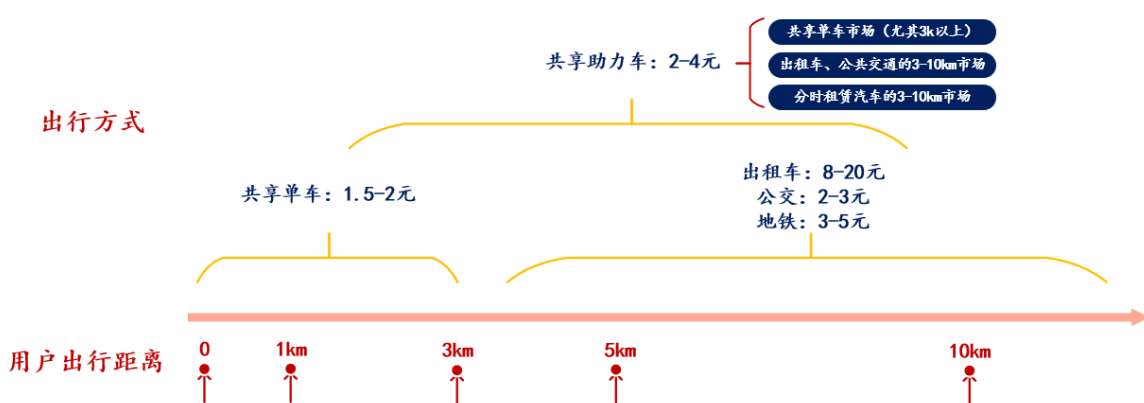 共享单车市场（尤其3k以上）
共享助力车：2-4元
出租车、公共交通的3-10km市场
分时租赁汽车的3-10km市场
出行方式
共享单车：1.5-2元
出租车：8-20元
公交：2-3元
地铁：3-5元
用户出行距离
0
1km
3km
5km
10km